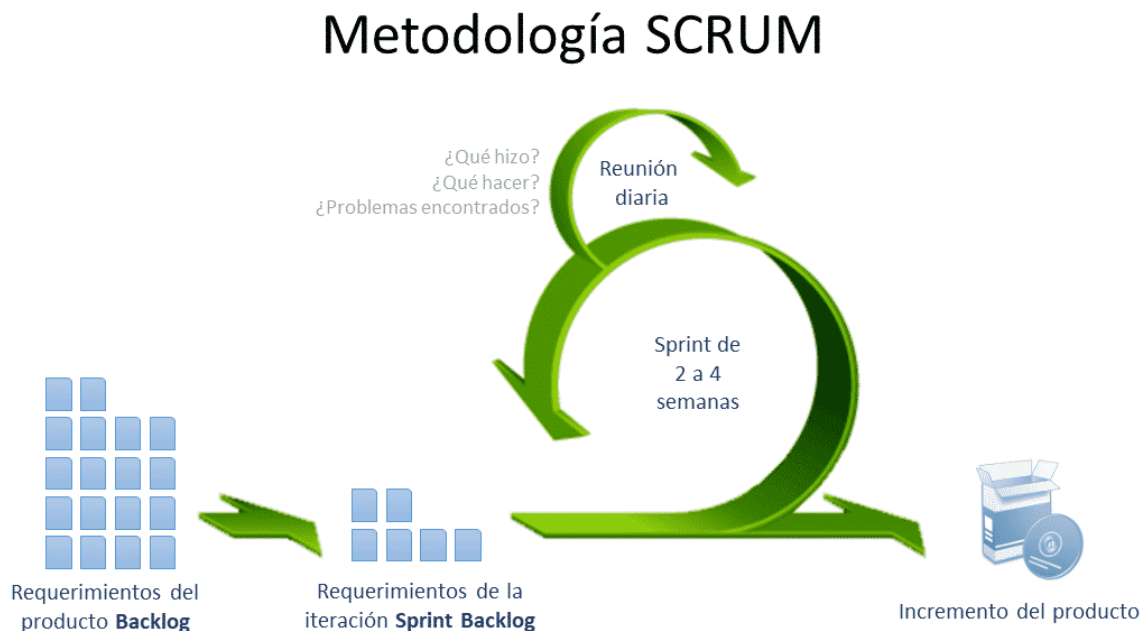 Metodología SCRUM
¿Qué hizo?
¿Qué hacer?
¿Problemas encontrados?
Reunión
diaria
Sprint de
2 a 4
semanas
Requerimientos del
producto Backlog
Requerimientos de la
iteración Sprint Backlog
Incremento del producto